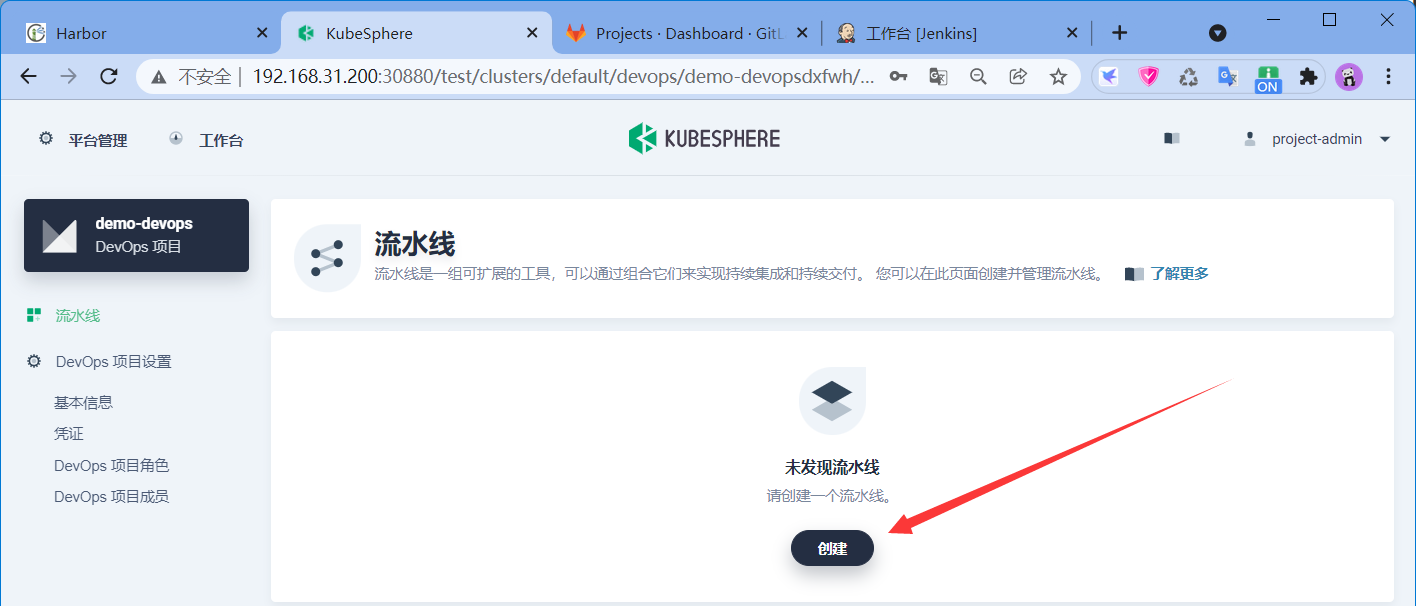 Harbor
KubeSphere
Projects · Dashboard · GitL
工作台 [Jenkins]
不安全
192.168.31.200:30880/test/clusters/default/devops/demo-devopsdxfwh/...
ON
平台管理
工作台
KUBESPHERE
project-admin
demo-devops
DevOps 项目
流水线
流水线是一组可扩展的工具，可以通过组合它们来实现持续集成和持续交付。 您可以在此页面创建并管理流水线。
了解更多
流水线
DevOps 项目设置
基本信息
凭证
DevOps 项目角色
DevOps 项目成员
未发现流水线
请创建一个流水线。
创建